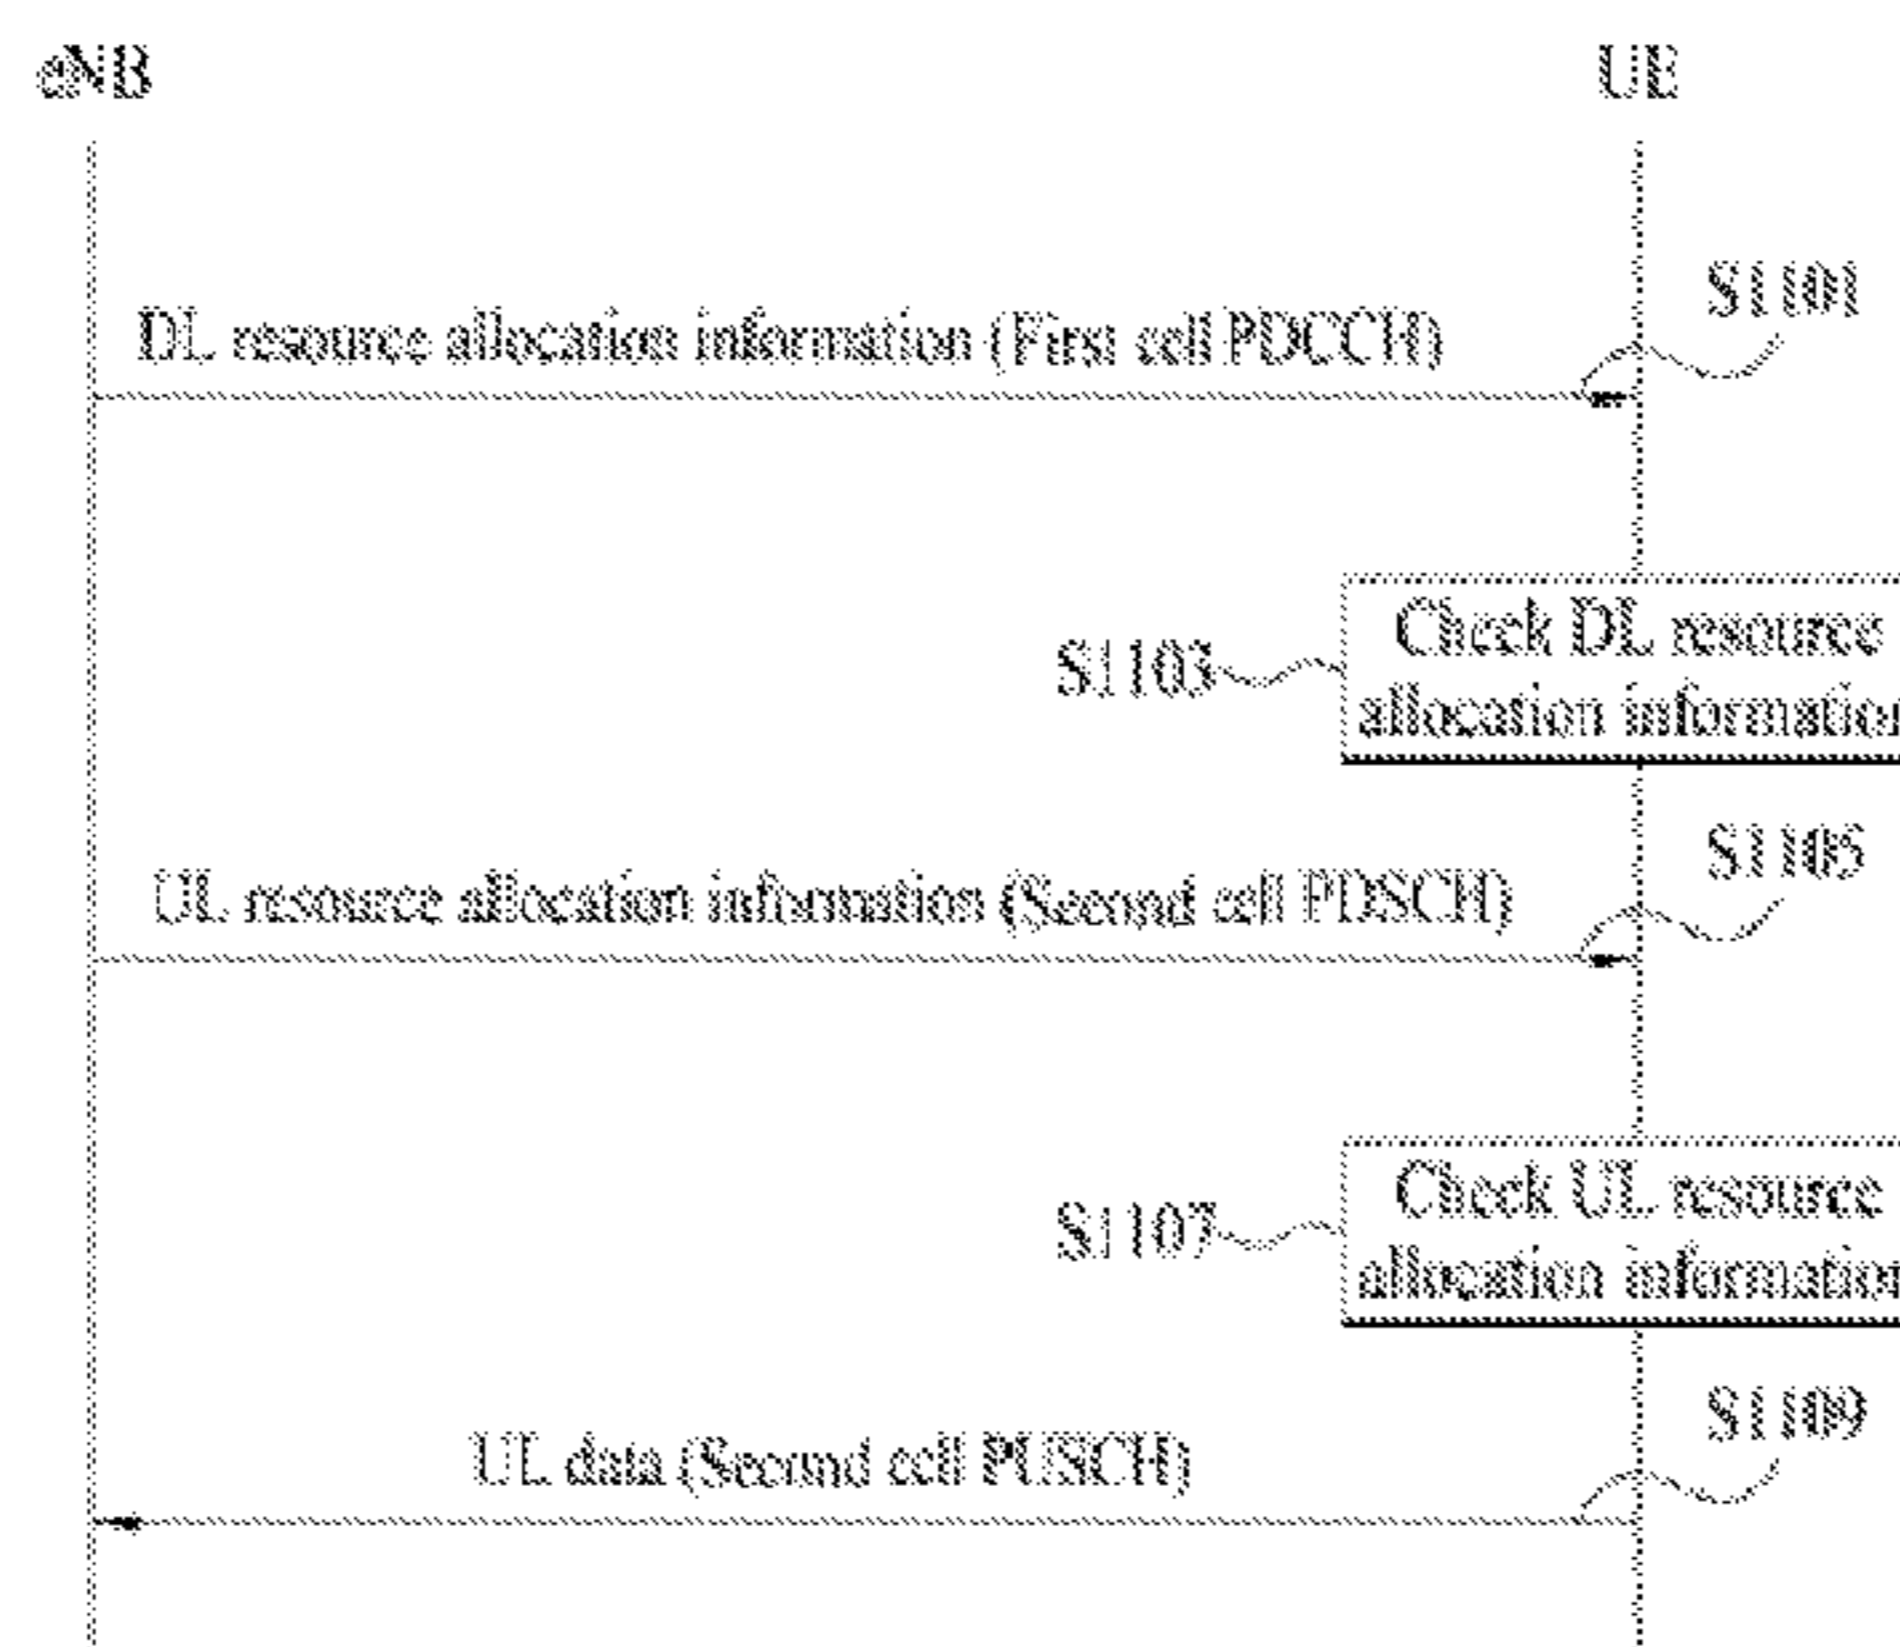 eNB
UE
S1101
DL resource allocation information (First cell PDCCH)
Check DL resource
S1103
allocation information
S1105
UL resource allocation information (Second cell PDSCH)
Check UL resource
S1107
allocation information
S1109
UL data (Second cell PUSCH)